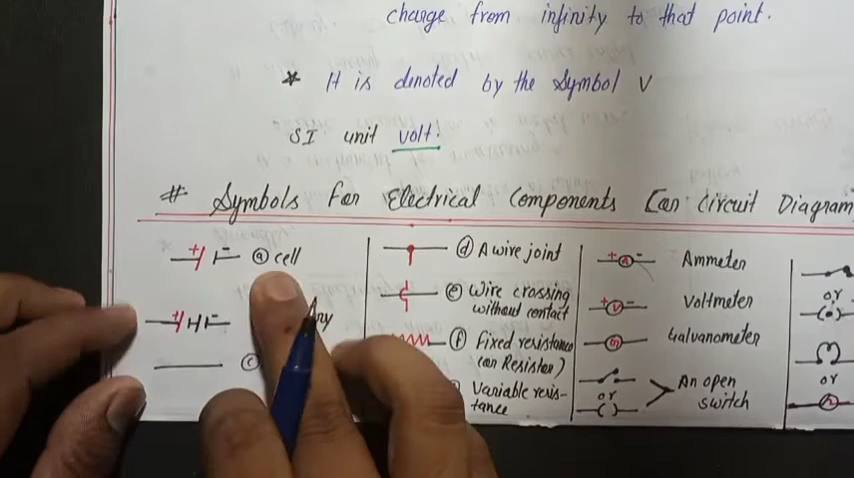 change from infinity to that point.
* It is denoted by the Symbol V
SI unit volt.
# Symbols for Electrical Components [or Circuit Diagram
+ - ⓐ cell
+ -
ⓒ
ⓓ A wire joint
ⓔ Wire crossing
without contact
ⓕ Fixed resistance
(or Resistor)
Variable resis-
tance
+ A - Ammeter
+ V - Voltmeter
G Galvanometer
or
An open
switch
or
or